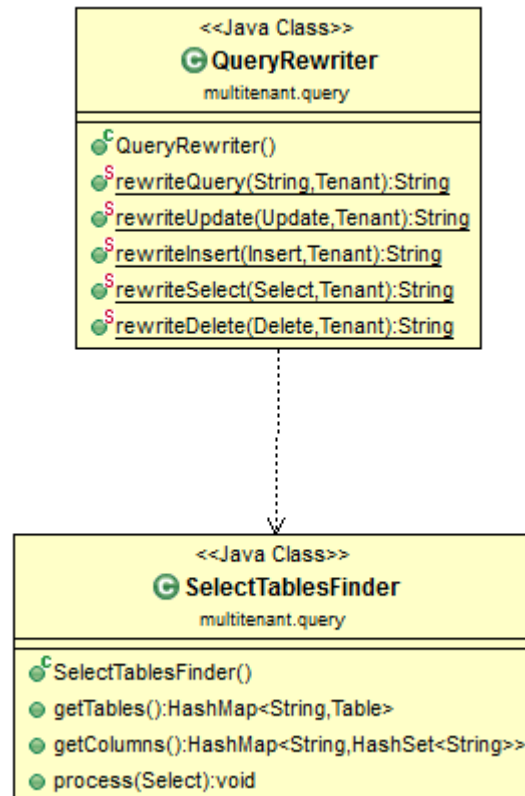 <<Java Class>>
QueryRewriter
multitenant.query
QueryRewriter()
rewriteQuery(String,Tenant):String
rewriteUpdate(Update,Tenant):String
rewriteInsert(Insert,Tenant):String
rewriteSelect(Select,Tenant):String
rewriteDelete(Delete,Tenant):String
<<Java Class>>
SelectTablesFinder
multitenant.query
SelectTablesFinder()
getTables():HashMap<String,Table>
getColumns():HashMap<String,HashSet<String>>
process(Select):void